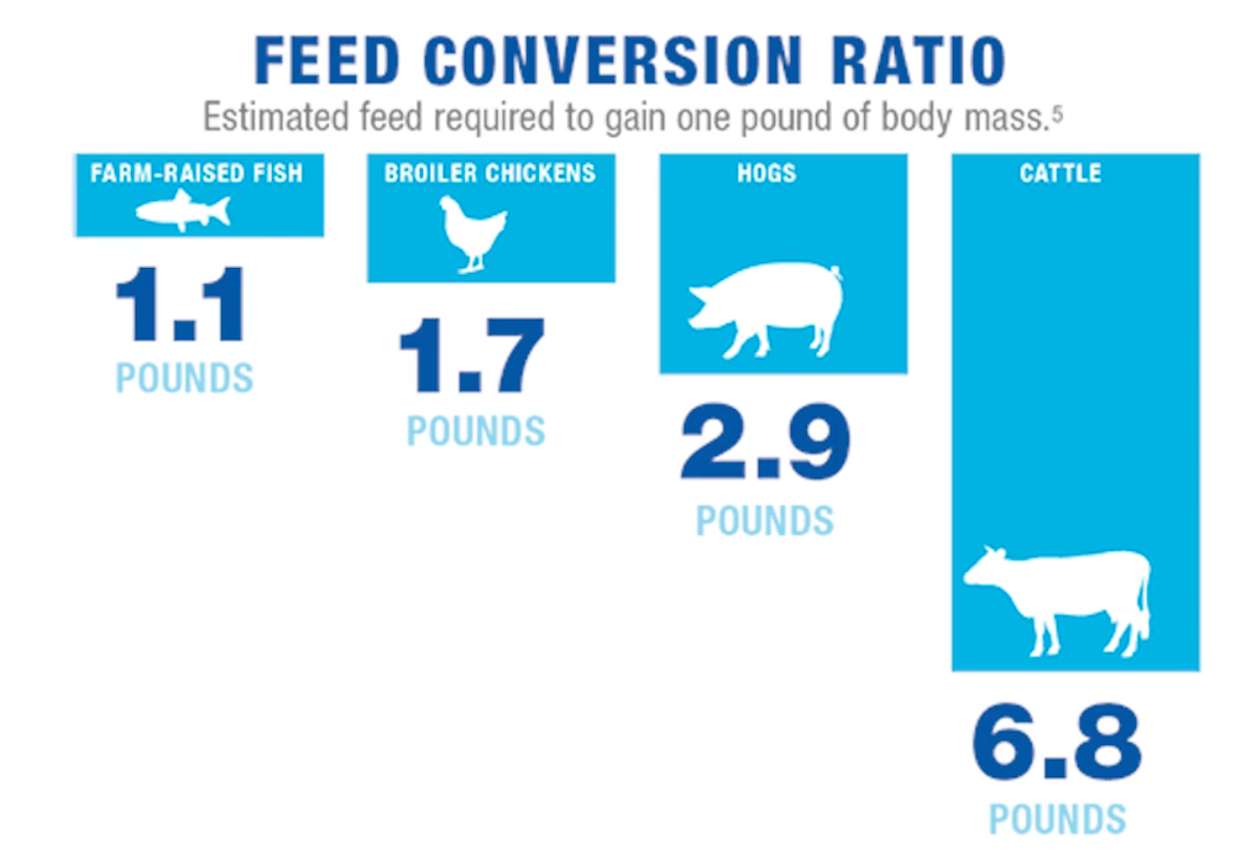 FEED CONVERSION RATIO
Estimated feed required to gain one pound of body mass.⁵
FARM-RAISED FISH
1.1
POUNDS
BROILER CHICKENS
1.7
POUNDS
HOGS
2.9
POUNDS
CATTLE
6.8
POUNDS